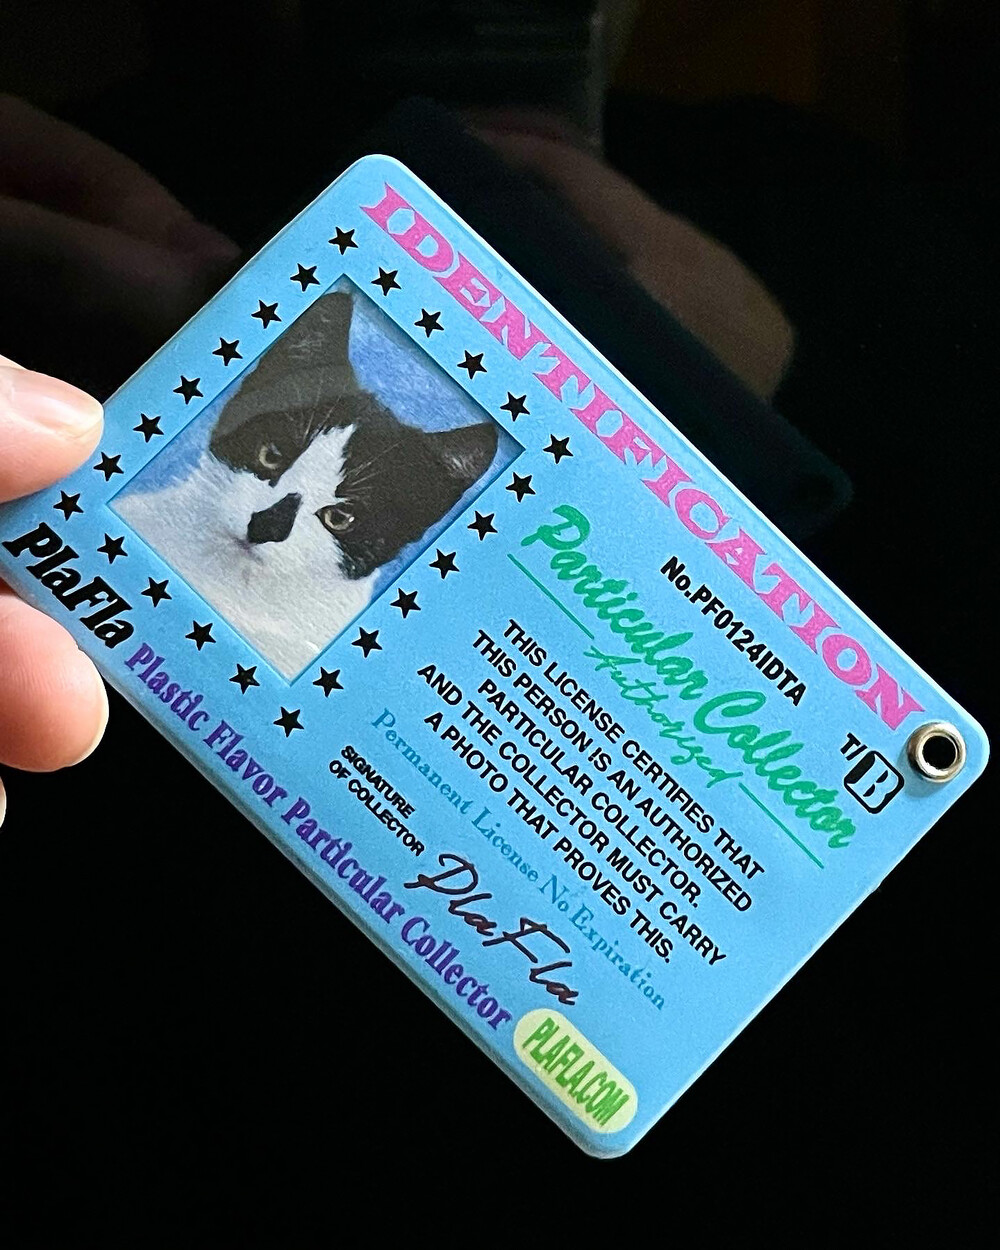 IDENTIFICATION
No.PF0124IDTA
T/B
Particular Collector
Authorized
THIS LICENSE CERTIFIES THAT
THIS PERSON IS AN AUTHORIZED
PARTICULAR COLLECTOR.
AND THE COLLECTOR MUST CARRY
A PHOTO THAT PROVES THIS.
Permanent License No Expiration
SIGNATURE
OF COLLECTOR
PlaFla
PlaFla Plastic Flavor Particular Collector
PLAFLA.COM